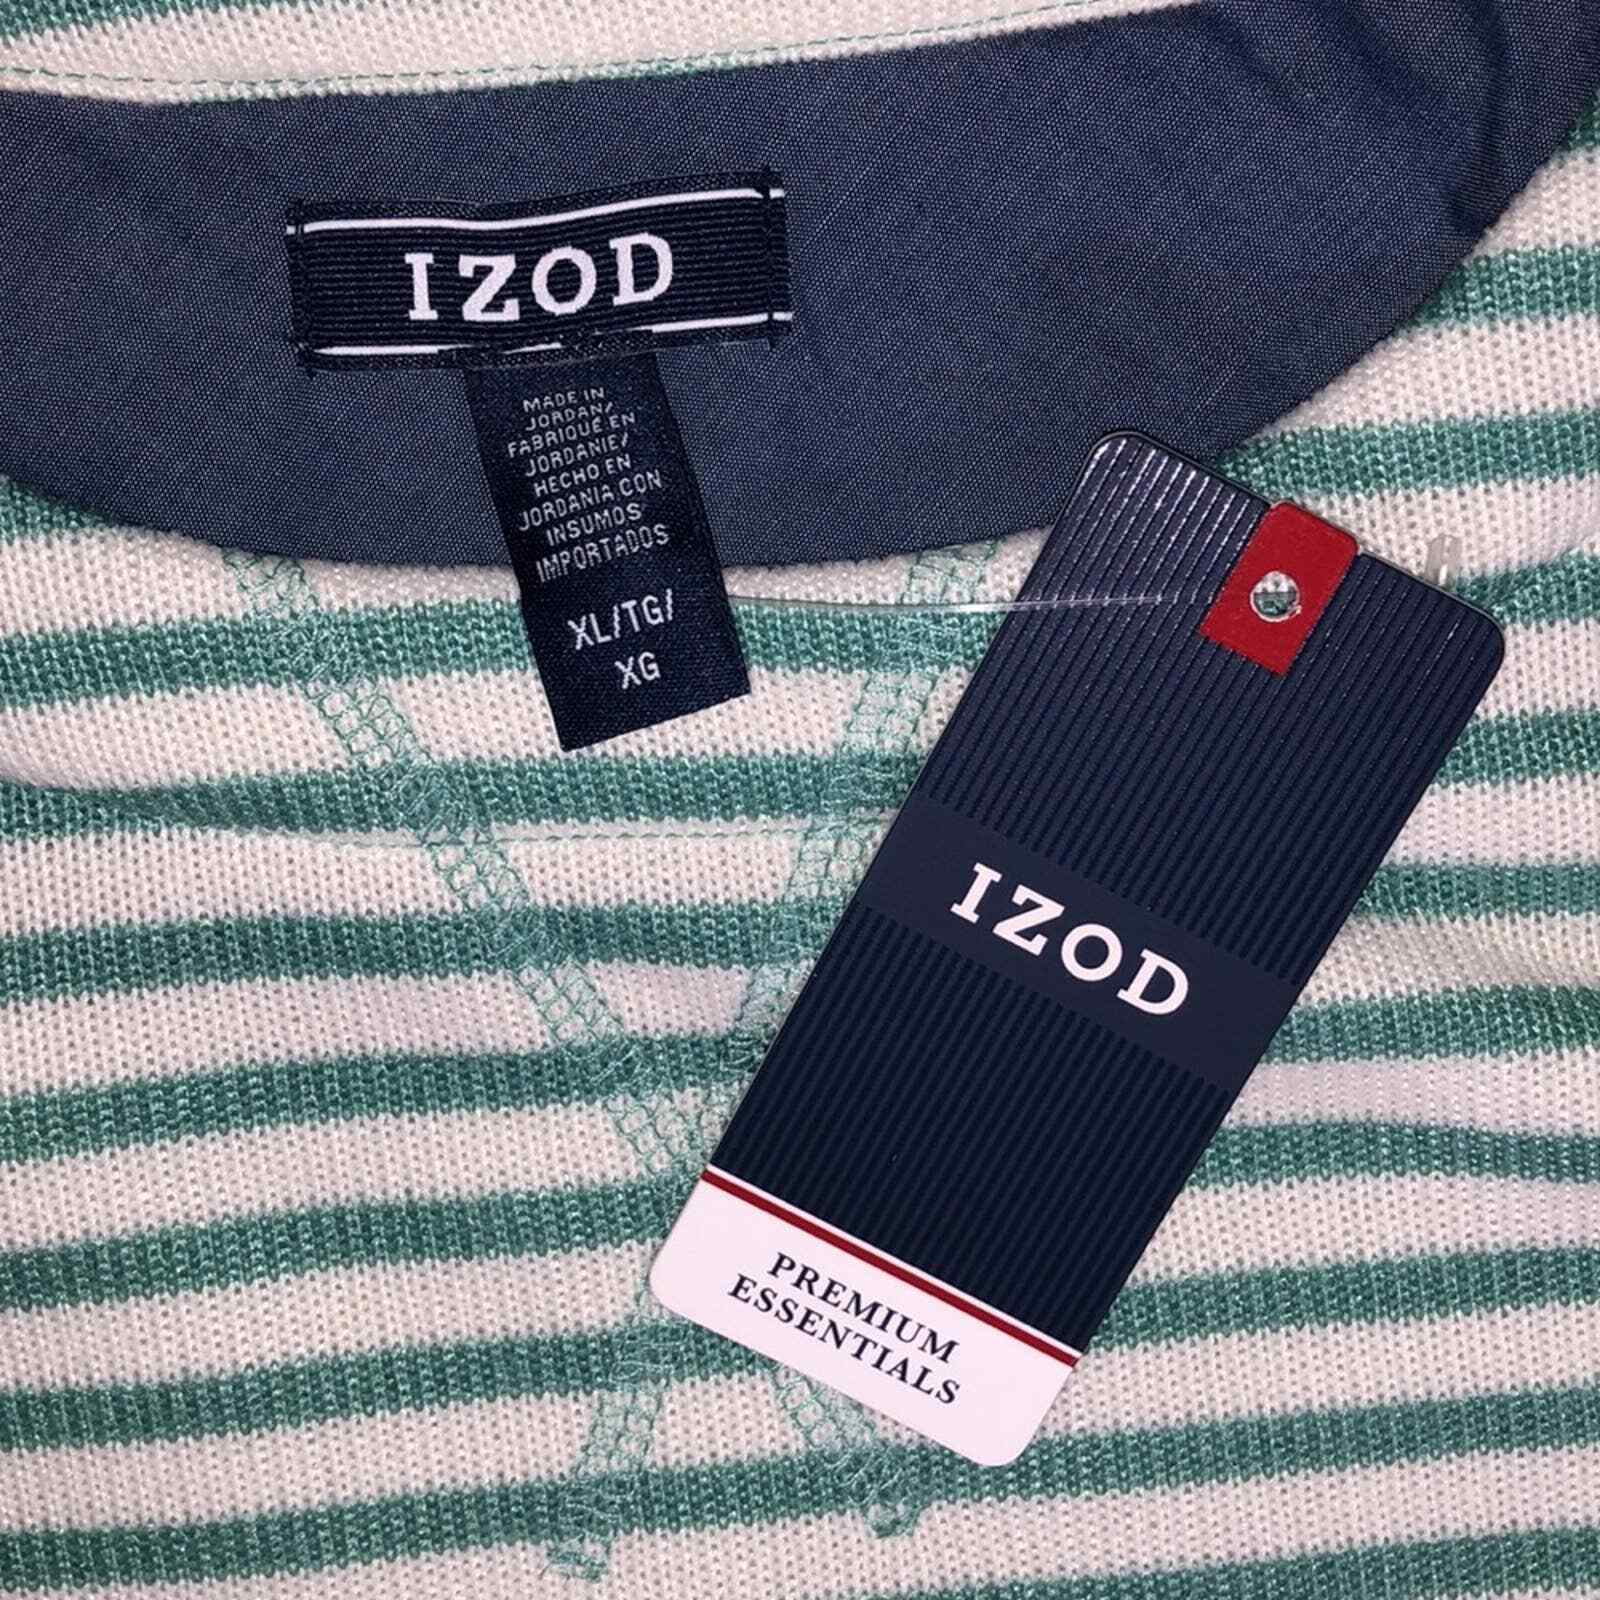 IZOD
MADE IN
JORDAN/
FABRIQUÉ EN
JORDANIE/
HECHO EN
JORDANIA CON
INSUMOS
IMPORTADOS
XL/TG/
XG
IZOD
PREMIUM
ESSENTIALS